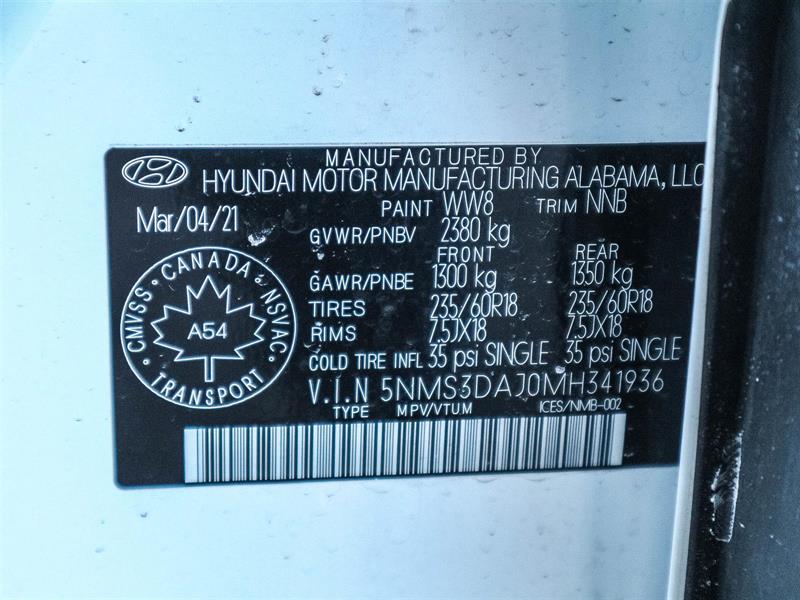 MANUFACTURED BY
HYUNDAI MOTOR MANUFACTURING ALABAMA, LLC
Mar/04/21 PAINT WW8 TRIM NNB
GVWR/PNBV 2380 kg
FRONT REAR
GAWR/PNBE 1300 kg 1350 kg
TIRES 235/60R18 235/60R18
RIMS 7.5JX18 7.5JX18
COLD TIRE INFL 35 psi SINGLE 35 psi SINGLE
V.I.N 5NMS3DAJ0MH341936
TYPE MPV/VTUM ICES/NMB-002
CMVSS • CANADA • NSVAC • TRANSPORT •
A54